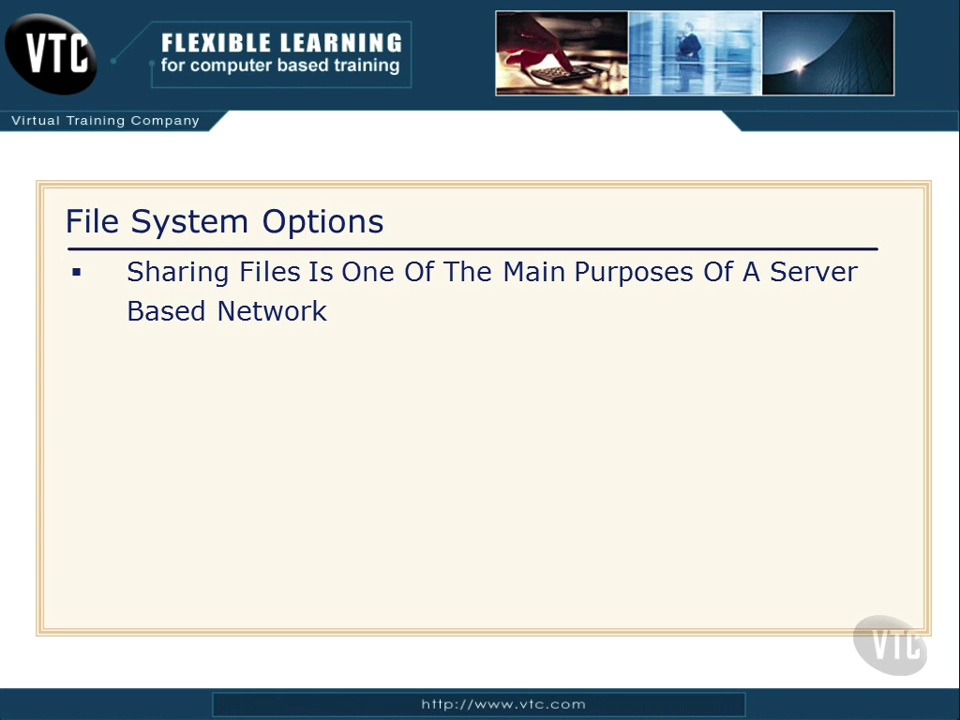 VTC
FLEXIBLE LEARNING
for computer based training
Virtual Training Company
File System Options
▪ Sharing Files Is One Of The Main Purposes Of A Server
Based Network
VTC
http://www.vtc.com